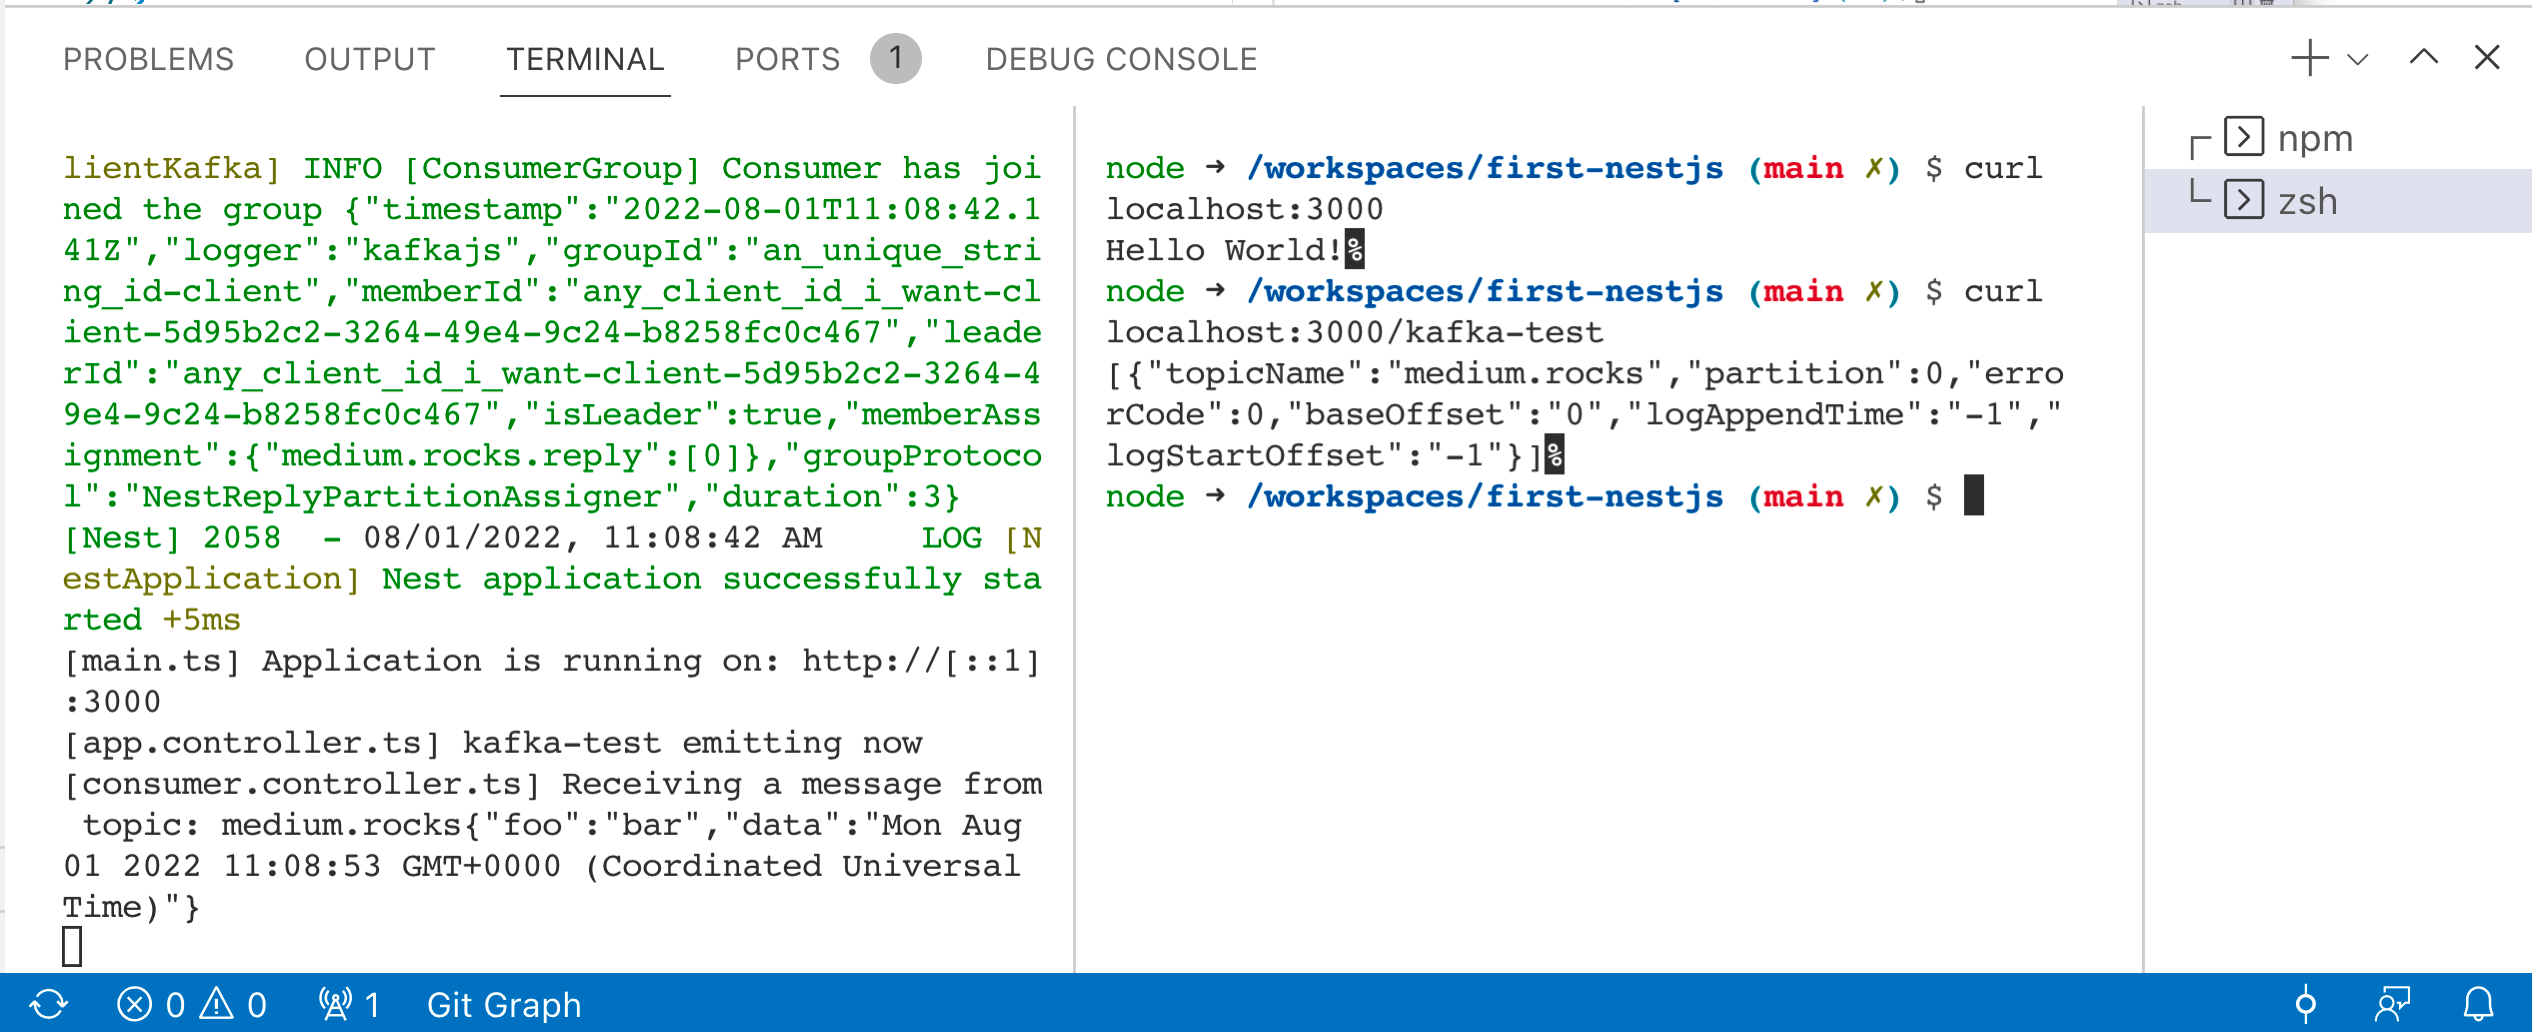 PROBLEMS OUTPUT TERMINAL PORTS 1 DEBUG CONSOLE
lientKafka] INFO [ConsumerGroup] Consumer has joi
ned the group {"timestamp":"2022-08-01T11:08:42.1
41Z","logger":"kafkajs","groupId":"an_unique_stri
ng_id-client","memberId":"any_client_id_i_want-cl
ient-5d95b2c2-3264-49e4-9c24-b8258fc0c467","leade
rId":"any_client_id_i_want-client-5d95b2c2-3264-4
9e4-9c24-b8258fc0c467","isLeader":true,"memberAss
ignment":{"medium.rocks.reply":[0]},"groupProtoco
l":"NestReplyPartitionAssigner","duration":3}
[Nest] 2058  - 08/01/2022, 11:08:42 AM     LOG [N
estApplication] Nest application successfully sta
rted +5ms
[main.ts] Application is running on: http://[::1]
:3000
[app.controller.ts] kafka-test emitting now
[consumer.controller.ts] Receiving a message from
 topic: medium.rocks{"foo":"bar","data":"Mon Aug
01 2022 11:08:53 GMT+0000 (Coordinated Universal
Time)"}
node ➜ /workspaces/first-nestjs (main ✗) $ curl
localhost:3000
Hello World!%
node ➜ /workspaces/first-nestjs (main ✗) $ curl
localhost:3000/kafka-test
[{"topicName":"medium.rocks","partition":0,"erro
rCode":0,"baseOffset":"0","logAppendTime":"-1","
logStartOffset":"-1"}]%
node ➜ /workspaces/first-nestjs (main ✗) $
npm
zsh
0 0 1 Git Graph